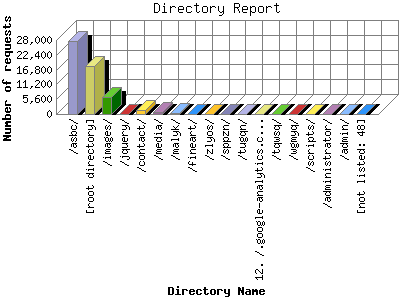 Directory Report
Number of requests
28,000
22,400
16,800
11,200
5,600
0
/asbc/
[root directory]
/images/
/jquery/
/contact/
/media/
/malyk/
/fineart/
/zlyos/
/sppzn/
/tugqn/
12. /.google-analytics.c...
/tqwsq/
/wgmyq/
/scripts/
/administrator/
/admin/
[not listed: 48]
Directory Name